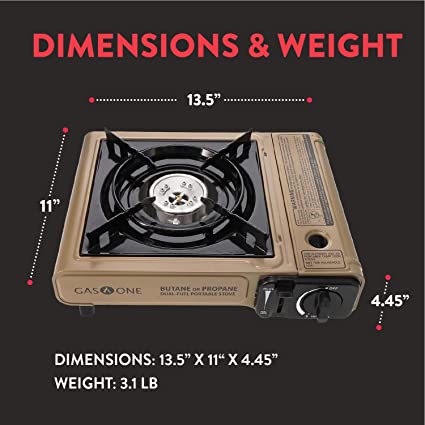 DIMENSIONS & WEIGHT
13.5”
11”
GAS ONE
BUTANE OR PROPANE
DUAL-FUEL PORTABLE STOVE
OFF
4.45”
DIMENSIONS: 13.5” X 11“ X 4.45”
WEIGHT: 3.1 LB